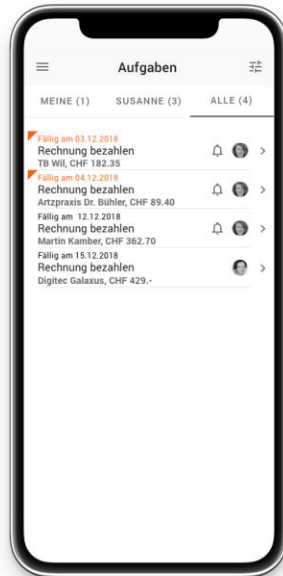 Aufgaben
MEINE (1) SUSANNE (3) ALLE (4)
Fällig am 03.12.2018
Rechnung bezahlen
TB Wil, CHF 182.35
Fällig am 04.12.2018
Rechnung bezahlen
Artzpraxis Dr. Bühler, CHF 89.40
Fällig am 12.12.2018
Rechnung bezahlen
Martin Kamber, CHF 362.70
Fällig am 15.12.2018
Rechnung bezahlen
Digitec Galaxus, CHF 429.-